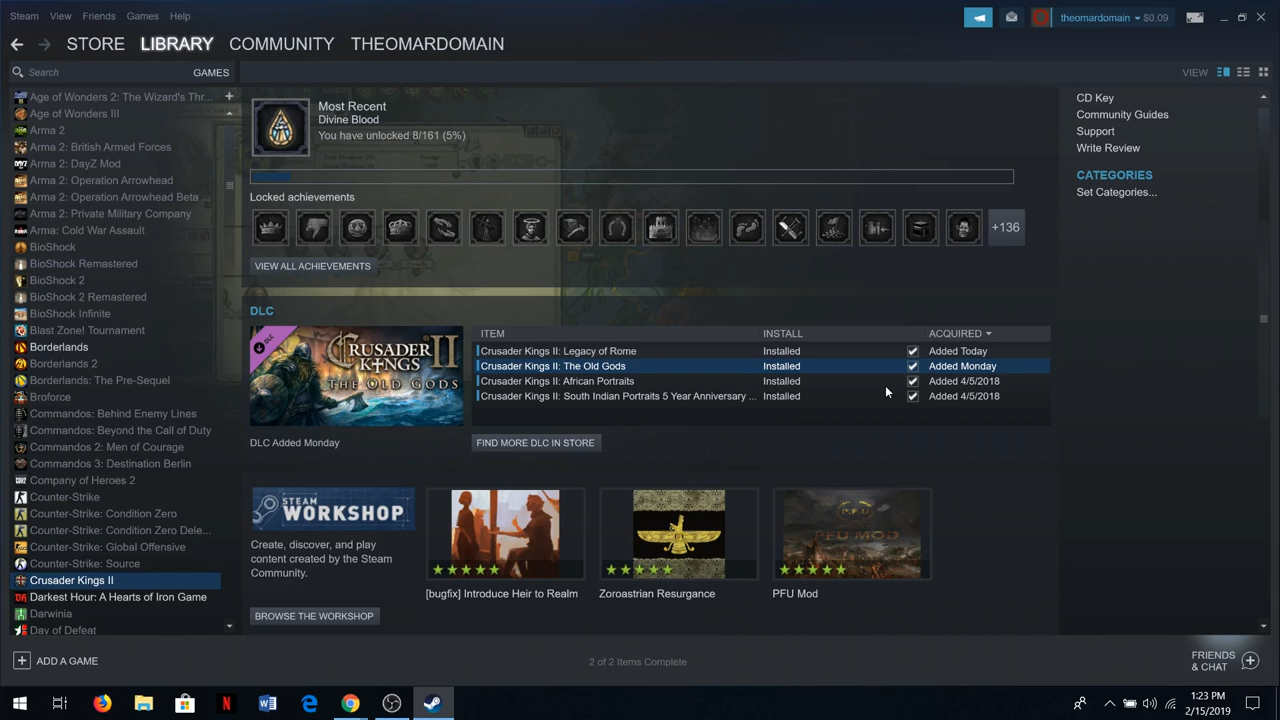 Steam View Friends Games Help
theomardomain $0.09
STORE LIBRARY COMMUNITY THEOMARDOMAIN
Search GAMES
VIEW
Age of Wonders 2: The Wizard's Thr...
Age of Wonders III
Arma 2
Arma 2: British Armed Forces
Arma 2: DayZ Mod
Arma 2: Operation Arrowhead
Arma 2: Operation Arrowhead Beta ...
Arma 2: Private Military Company
Arma: Cold War Assault
BioShock
BioShock Remastered
BioShock 2
BioShock 2 Remastered
BioShock Infinite
Blast Zone! Tournament
Borderlands
Borderlands 2
Borderlands: The Pre-Sequel
Broforce
Commandos: Behind Enemy Lines
Commandos: Beyond the Call of Duty
Commandos 2: Men of Courage
Commandos 3: Destination Berlin
Company of Heroes 2
Counter-Strike
Counter-Strike: Condition Zero
Counter-Strike: Condition Zero Dele...
Counter-Strike: Global Offensive
Counter-Strike: Source
Crusader Kings II
Darkest Hour: A Hearts of Iron Game
Darwinia
Day of Defeat
Most Recent
Divine Blood
You have unlocked 8/161 (5%)
Locked achievements
+136
VIEW ALL ACHIEVEMENTS
DLC
DLC
CRUSADER
KINGS II
THE OLD GODS
DLC Added Monday
ITEM INSTALL ACQUIRED
Crusader Kings II: Legacy of Rome Installed Added Today
Crusader Kings II: The Old Gods Installed Added Monday
Crusader Kings II: African Portraits Installed Added 4/5/2018
Crusader Kings II: South Indian Portraits 5 Year Anniversary ... Installed Added 4/5/2018
FIND MORE DLC IN STORE
STEAM
WORKSHOP
Create, discover, and play
content created by the Steam
Community.
BROWSE THE WORKSHOP
[bugfix] Introduce Heir to Realm
Zoroastrian Resurgance
PFU MOD
PFU Mod
CD Key
Community Guides
Support
Write Review
CATEGORIES
Set Categories...
ADD A GAME
2 of 2 Items Complete
FRIENDS
& CHAT
1:23 PM
2/15/2019